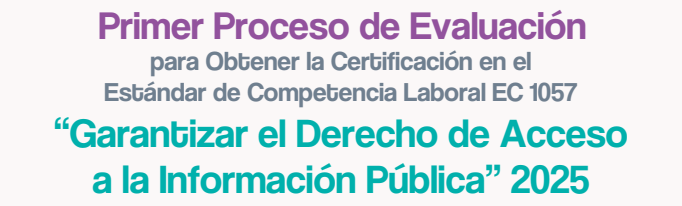 Primer Proceso de Evaluación
para Obtener la Certificación en el
Estándar de Competencia Laboral EC 1057
“Garantizar el Derecho de Acceso
a la Información Pública” 2025